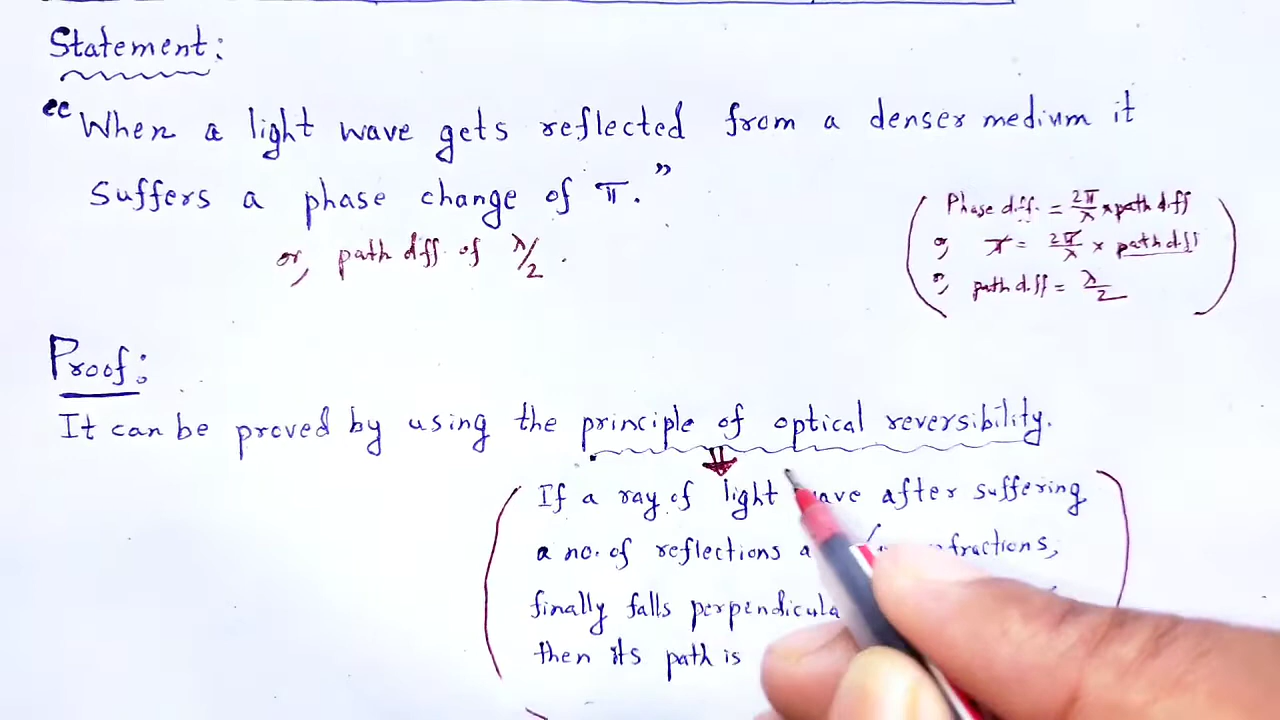 Statement:
"When a light wave gets reflected from a denser medium it
suffers a phase change of π."
or, path diff. of λ/2 .
Phase diff. = 2π/λ × path diff
or, π = 2π/λ × path diff
or, path diff = λ/2
Proof:
It can be proved by using the principle of optical reversibility.
If a ray of light wave after suffering
a no. of reflections
finally falls
then its path is